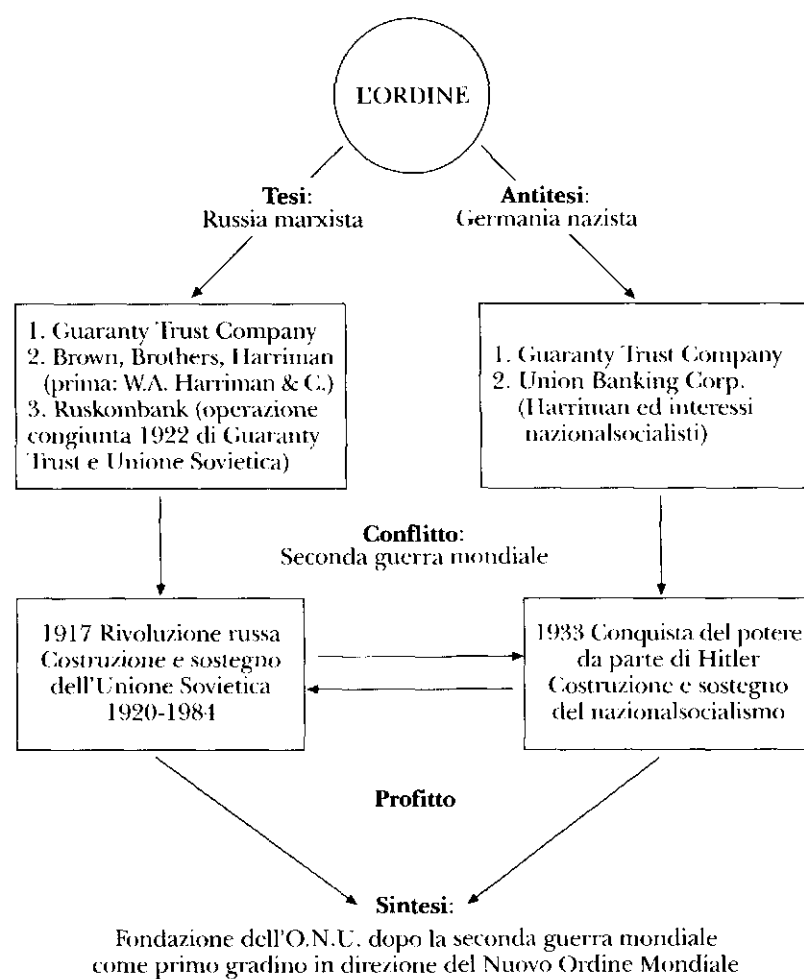 L'ORDINE
Tesi:
Russia marxista
Antitesi:
Germania nazista
1. Guaranty Trust Company
2. Brown, Brothers, Harriman
(prima: W.A. Harriman & C.)
3. Ruskombank (operazione
congiunta 1922 di Guaranty
Trust e Unione Sovietica)
1. Guaranty Trust Company
2. Union Banking Corp.
(Harriman ed interessi
nazionalsocialisti)
Conflitto:
Seconda guerra mondiale
1917 Rivoluzione russa
Costruzione e sostegno
dell'Unione Sovietica
1920-1984
1933 Conquista del potere
da parte di Hitler
Costruzione e sostegno
del nazionalsocialismo
Profitto
Sintesi:
Fondazione dell'O.N.U. dopo la seconda guerra mondiale
come primo gradino in direzione del Nuovo Ordine Mondiale